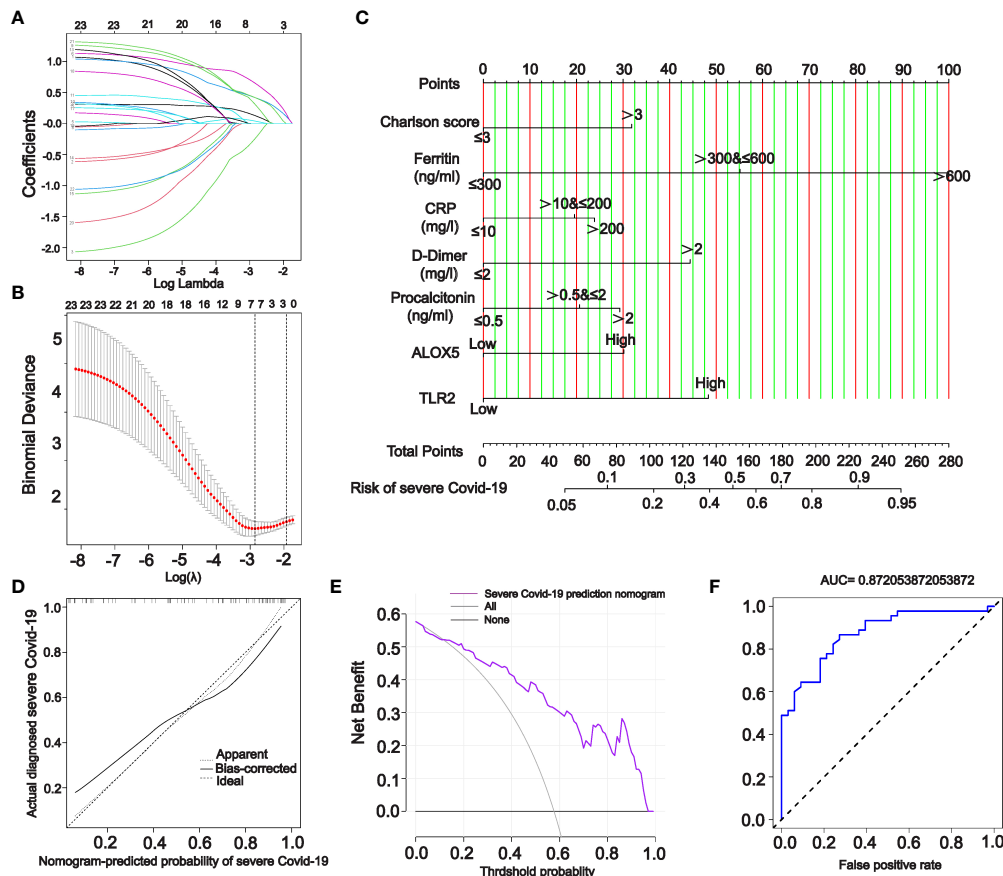 A
23 23 21 20 16 8 3
1.0
0.5
-0.0
-0.5
-1.0
-1.5
-2.0
Coefficients
-8 -7 -6 -5 -4 -3 -2
Log Lambda
B
23 23 23 22 21 20 18 18 16 12 9 7 7 3 3 0
5
4
3
2
Binomial Deviance
-8 -7 -6 -5 -4 -3 -2
Log(λ)
C
0 10 20 30 40 50 60 70 80 90 100
Points
>3
Charlson score
≤3
>300&≤600
Ferritin
(ng/ml)
≤300
>600
>10&≤200
CRP
(mg/l)
≤10
>200
>2
D-Dimer
(mg/l)
≤2
>0.5&≤2
Procalcitonin
(ng/ml)
≤0.5
>2
Low High
ALOX5
High
TLR2
Low
Total Points
0 20 40 60 80 100 120 140 160 180 200 220 240 260 280
0.1 0.3 0.5 0.7 0.9
Risk of severe Covid-19
0.05 0.2 0.4 0.6 0.8 0.95
D
1.0
0.8
0.6
0.4
0.2
Actual diagnosed severe Covid-19
Apparent
Bias-corrected
Ideal
0.2 0.4 0.6 0.8 1.0
Nomogram-predicted probability of severe Covid-19
E
Severe Covid-19 prediction nomogram
All
None
0.6
0.5
0.4
0.3
0.2
0.1
0.0
Net Benefit
0.0 0.2 0.4 0.6 0.8 1.0
Thrdshold probablity
F
AUC= 0.872053872053872
1.0
0.8
0.6
0.4
0.2
0.0
0.0 0.2 0.4 0.6 0.8 1.0
False positive rate